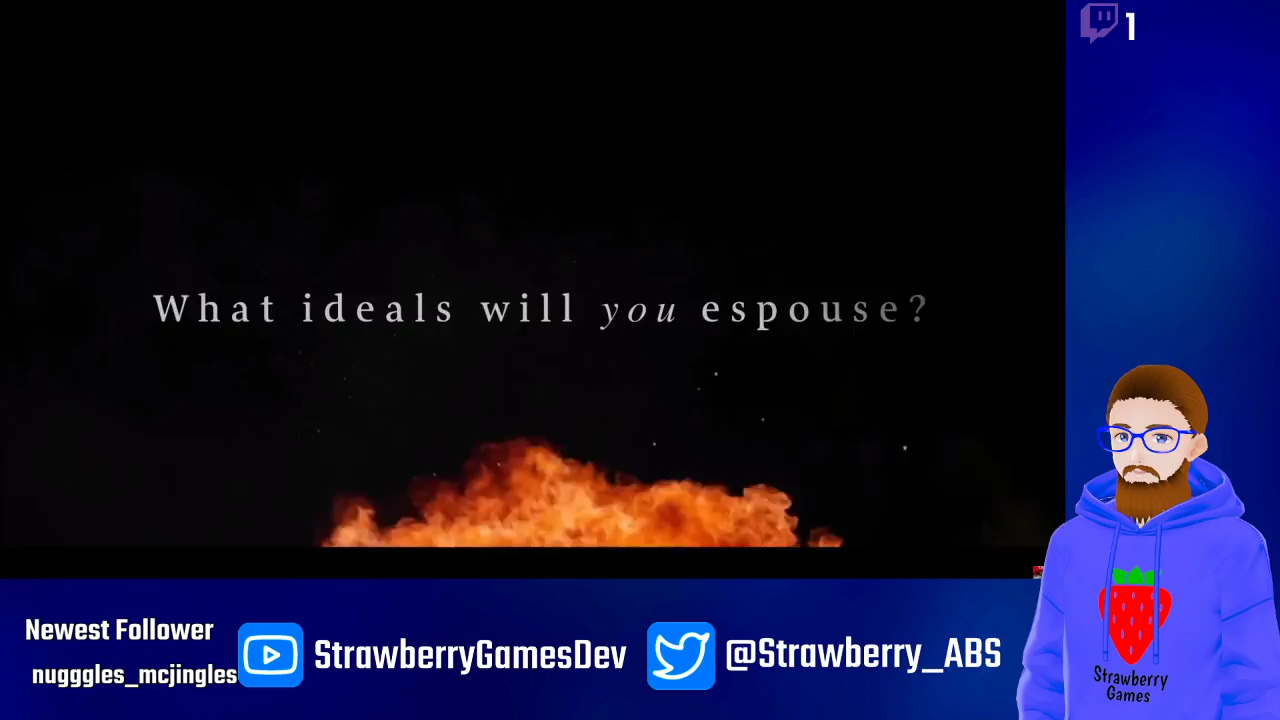 1
What ideals will you espouse?
Newest Follower
nugggles_mcjingles
StrawberryGamesDev
@Strawberry_ABS
Strawberry
Games